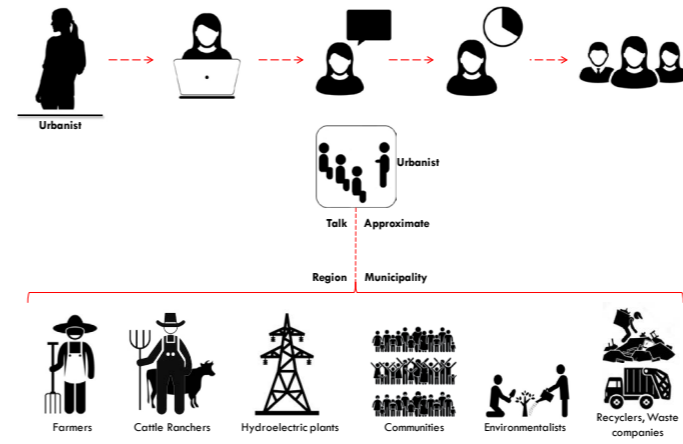 Urbanist
Urbanist
Talk Approximate
Region Municipality
Farmers
Cattle Ranchers
Hydroelectric plants
Communities
Environmentalists
Recyclers, Waste
companies